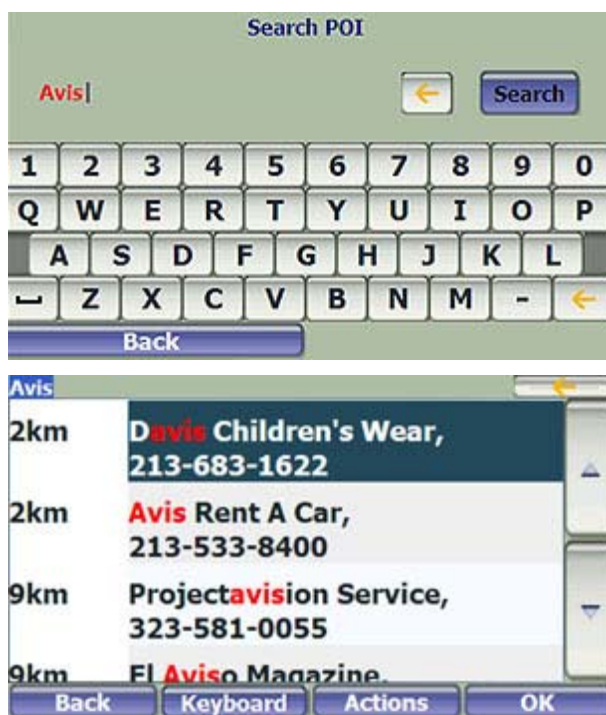 Search POI
Avis
Search
1 2 3 4 5 6 7 8 9 0
Q W E R T Y U I O P
A S D F G H J K L
Z X C V B N M -
Back
Avis
2km Davis Children's Wear,
213-683-1622
2km Avis Rent A Car,
213-533-8400
9km Projectavision Service,
323-581-0055
9km El Aviso Magazine,
Back Keyboard Actions OK